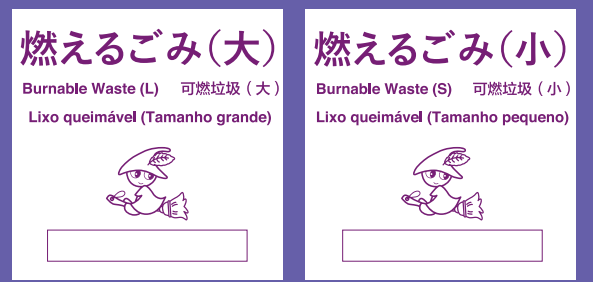 燃えるごみ(大)
Burnable Waste (L) 可燃垃圾(大)
Lixo queimável (Tamanho grande)
燃えるごみ(小)
Burnable Waste (S) 可燃垃圾(小)
Lixo queimável (Tamanho pequeno)